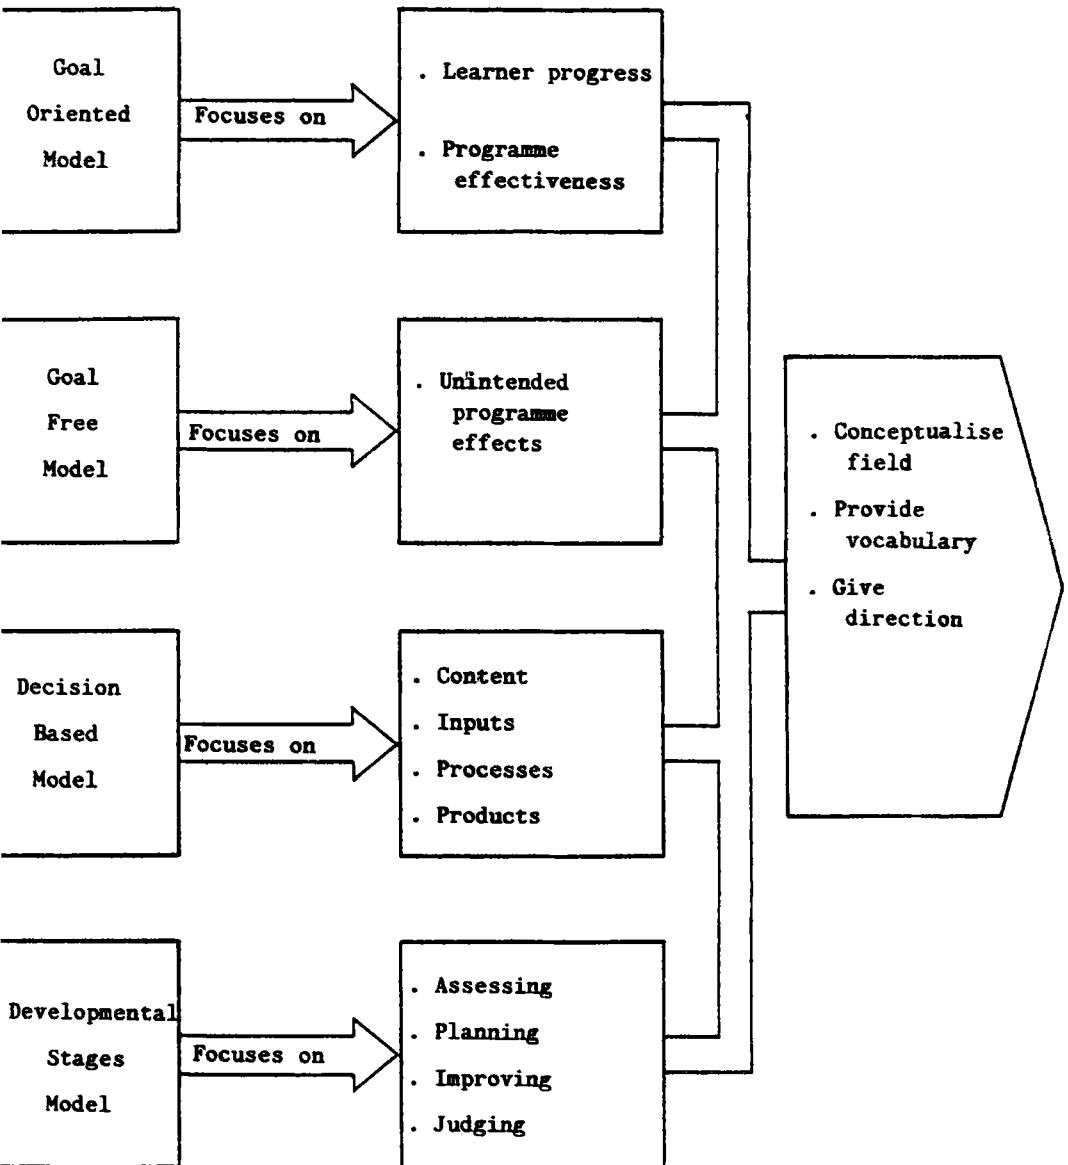 Goal
Oriented
Model
Focuses on
. Learner progress
. Programme
effectiveness
Goal
Free
Model
Focuses on
. Unintended
programme
effects
. Conceptualise
field
. Provide
vocabulary
. Give
direction
Decision
Based
Model
Focuses on
. Content
. Inputs
. Processes
. Products
Developmental
Stages
Model
Focuses on
. Assessing
. Planning
. Improving
. Judging